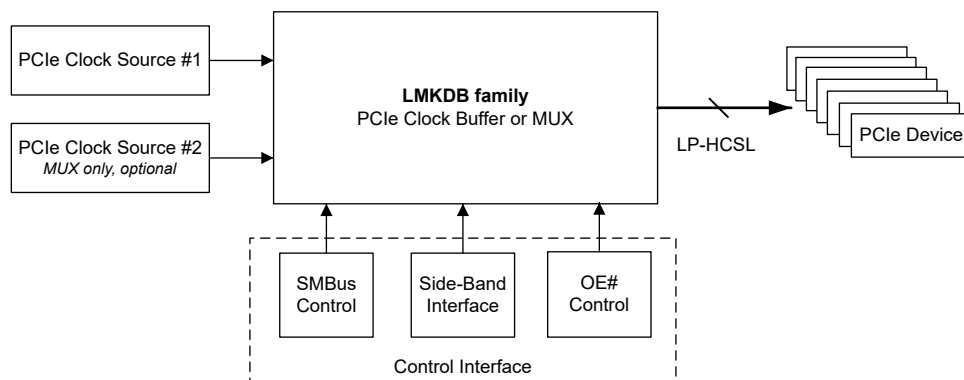 PCIe Clock Source #1
PCIe Clock Source #2
MUX only, optional
LMKDB family
PCIe Clock Buffer or MUX
LP-HCSL
PCIe Device
SMBus
Control
Side-Band
Interface
OE#
Control
Control Interface